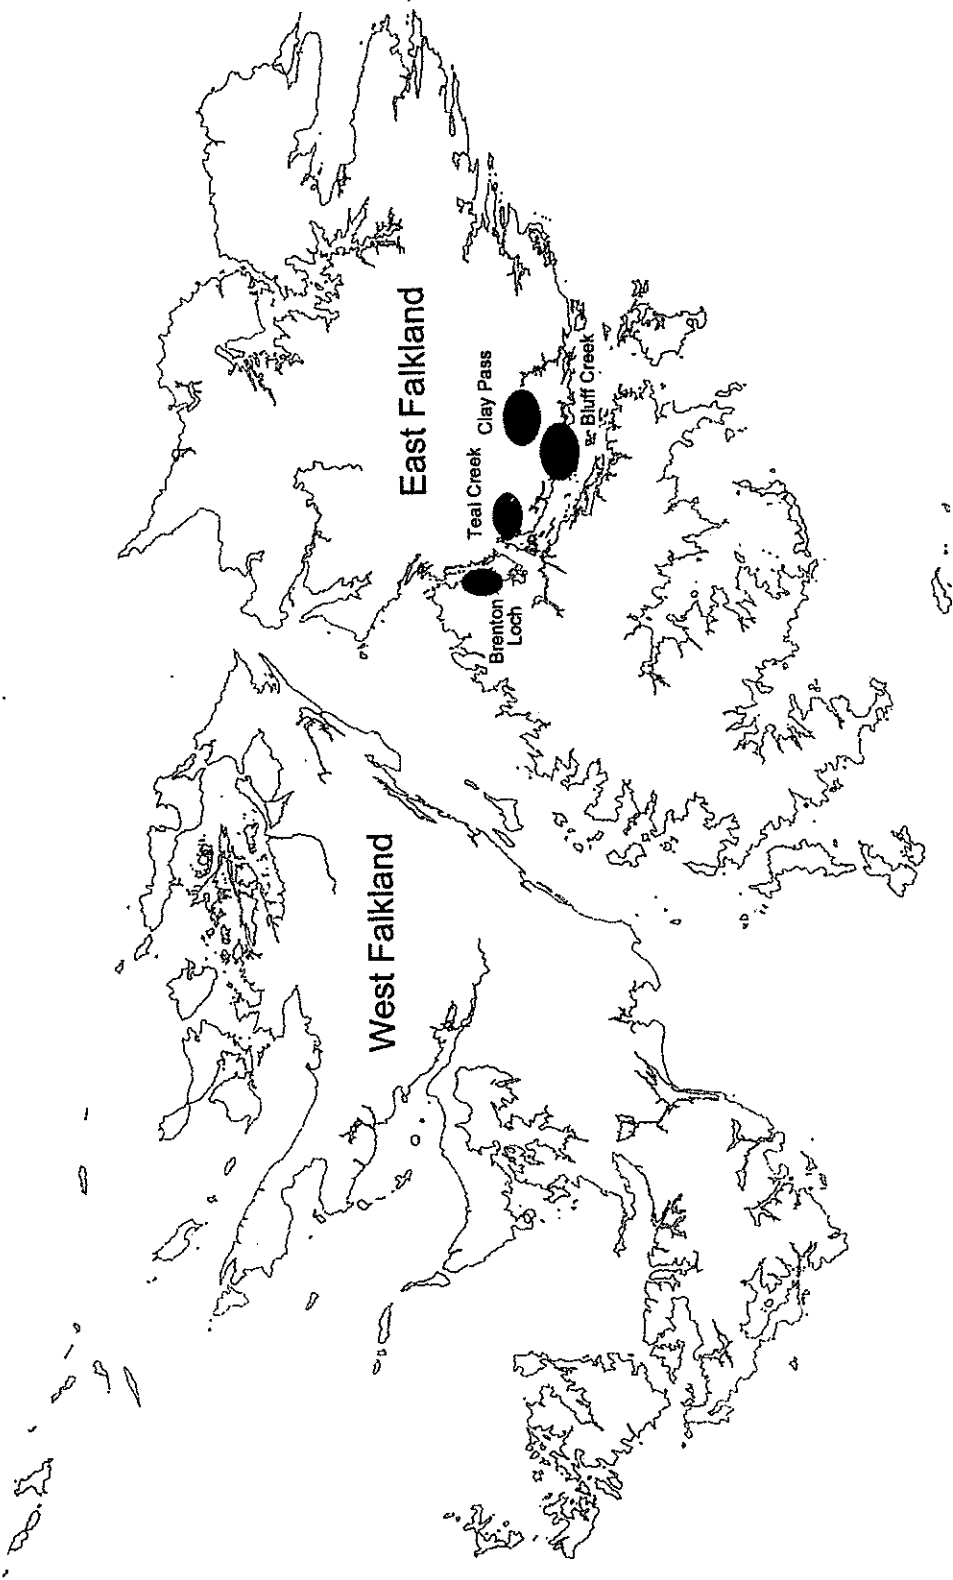 West Falkland
East Falkland
Brenton
Loch
Teal Creek
Clay Pass
Bluff Creek